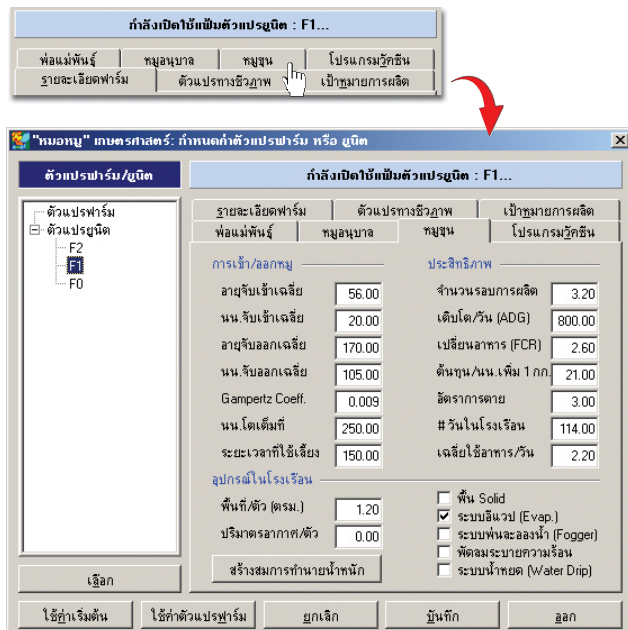 กำลังเปิดใช้แฟ้มตัวแปรยูนิต : F1...
พ่อแม่พันธุ์ หมูอนุบาล หมูขุน โปรแกรมวัคซีน
รายละเอียดฟาร์ม ตัวแปรทางชีวภาพ เป้าหมายการผลิต
"หมอหมู" เกษตรศาสตร์: กำหนดค่าตัวแปรฟาร์ม หรือ ยูนิต
ตัวแปรฟาร์ม/ยูนิต
กำลังเปิดใช้แฟ้มตัวแปรยูนิต : F1...
ตัวแปรฟาร์ม
ตัวแปรยูนิต
F2
F1
F0
เลือก
รายละเอียดฟาร์ม ตัวแปรทางชีวภาพ เป้าหมายการผลิต
พ่อแม่พันธุ์ หมูอนุบาล หมูขุน โปรแกรมวัคซีน
การเข้า/ออกหมู
อายุจับเข้าเฉลี่ย 56.00
นน.จับเข้าเฉลี่ย 20.00
อายุจับออกเฉลี่ย 170.00
นน.จับออกเฉลี่ย 105.00
Gampertz Coeff. 0.009
นน.โตเต็มที่ 250.00
ระยะเวลาที่ใช้เลี้ยง 150.00
ประสิทธิภาพ
จำนวนรอบการผลิต 3.20
เติบโต/วัน (ADG) 800.00
เปลี่ยนอาหาร (FCR) 2.60
ต้นทุน/นน.เพิ่ม 1 กก. 21.00
อัตราการตาย 3.00
# วันในโรงเรือน 114.00
เฉลี่ยใช้อาหาร/วัน 2.20
อุปกรณ์ในโรงเรือน
พื้นที่/ตัว (ตรม.) 1.20
ปริมาตรอากาศ/ตัว 0.00
สร้างสมการทำนายน้ำหนัก
พื้น Solid
ระบบอีแวป (Evap.)
ระบบพ่นละอองน้ำ (Fogger)
พัดลมระบายความร้อน
ระบบน้ำหยด (Water Drip)
ใช้ค่าเริ่มต้น ใช้ค่าตัวแปรฟาร์ม ยกเลิก บันทึก ออก